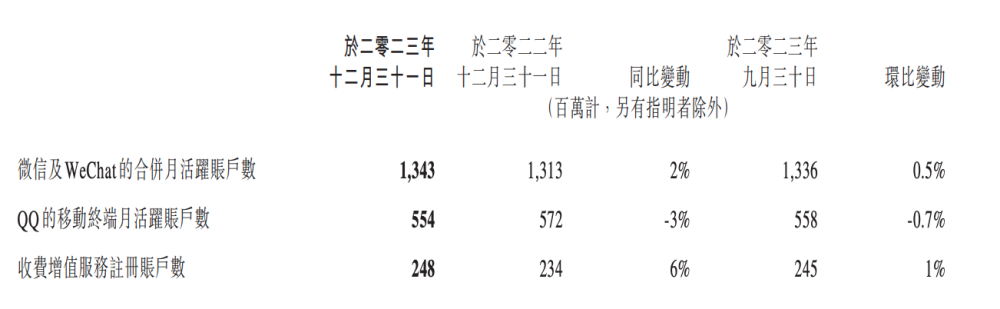 於二零二三年 於二零二二年 於二零二三年
十二月三十一日 十二月三十一日 同比變動 九月三十日 環比變動
（百萬計，另有指明者除外）
微信及WeChat的合併月活躍賬戶數 1,343 1,313 2% 1,336 0.5%
QQ的移動終端月活躍賬戶數 554 572 -3% 558 -0.7%
收費增值服務註冊賬戶數 248 234 6% 245 1%